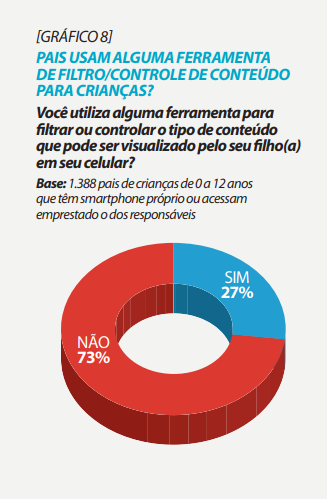 [GRÁFICO 8]
PAIS USAM ALGUMA FERRAMENTA
DE FILTRO/CONTROLE DE CONTEÚDO
PARA CRIANÇAS?
Você utiliza alguma ferramenta para
filtrar ou controlar o tipo de conteúdo
que pode ser visualizado pelo seu filho(a)
em seu celular?
Base: 1.388 pais de crianças de 0 a 12 anos
que têm smartphone próprio ou acessam
emprestado o dos responsáveis
SIM
27%
NÃO
73%